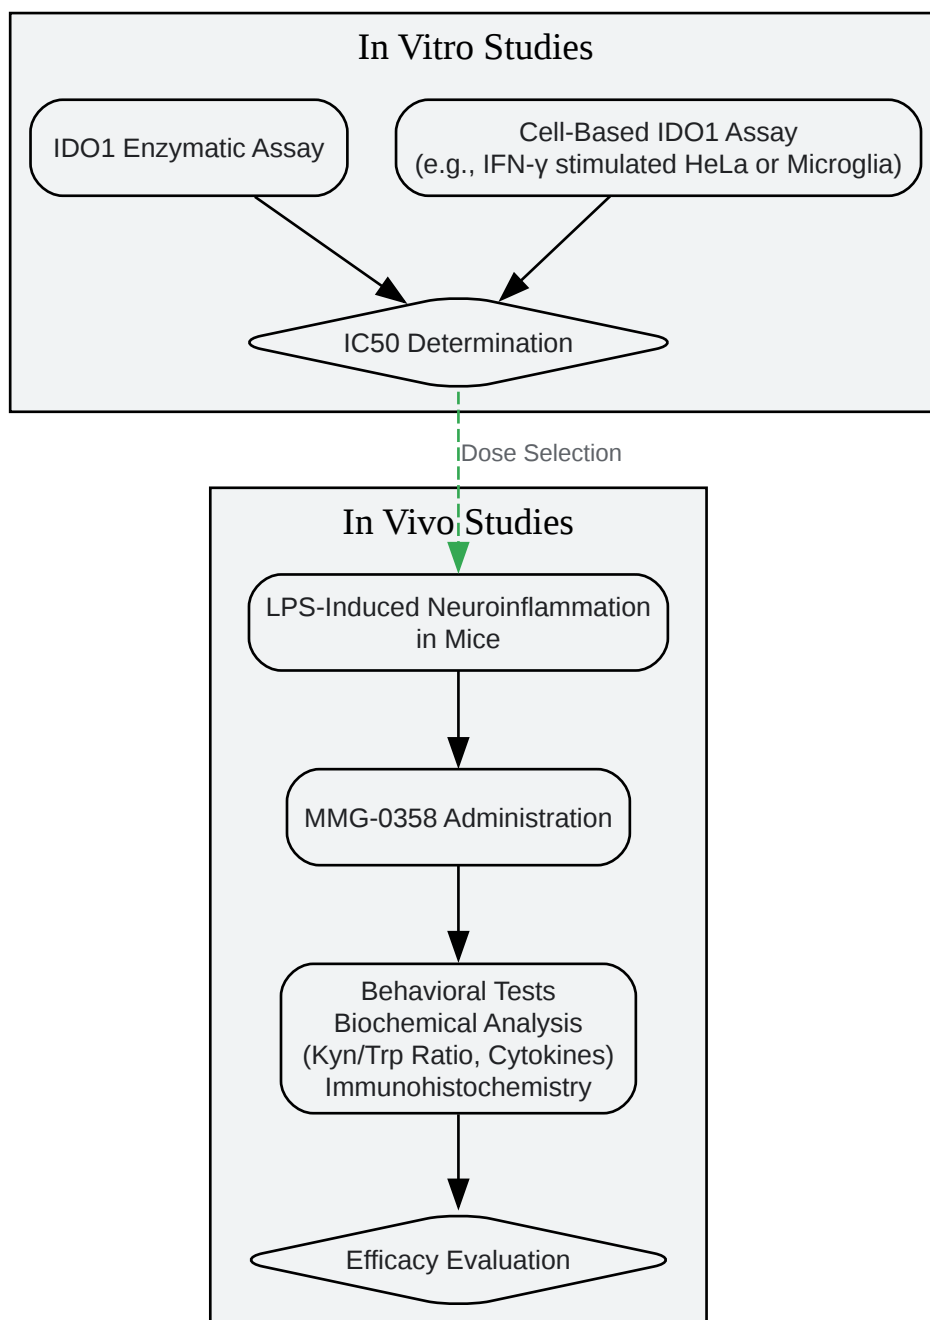 In Vitro Studies
IDO1 Enzymatic Assay
Cell-Based IDO1 Assay
(e.g., IFN-γ stimulated HeLa or Microglia)
IC50 Determination
Dose Selection
In Vivo Studies
LPS-Induced Neuroinflammation
in Mice
MMG-0358 Administration
Behavioral Tests
Biochemical Analysis
(Kyn/Trp Ratio, Cytokines)
Immunohistochemistry
Efficacy Evaluation